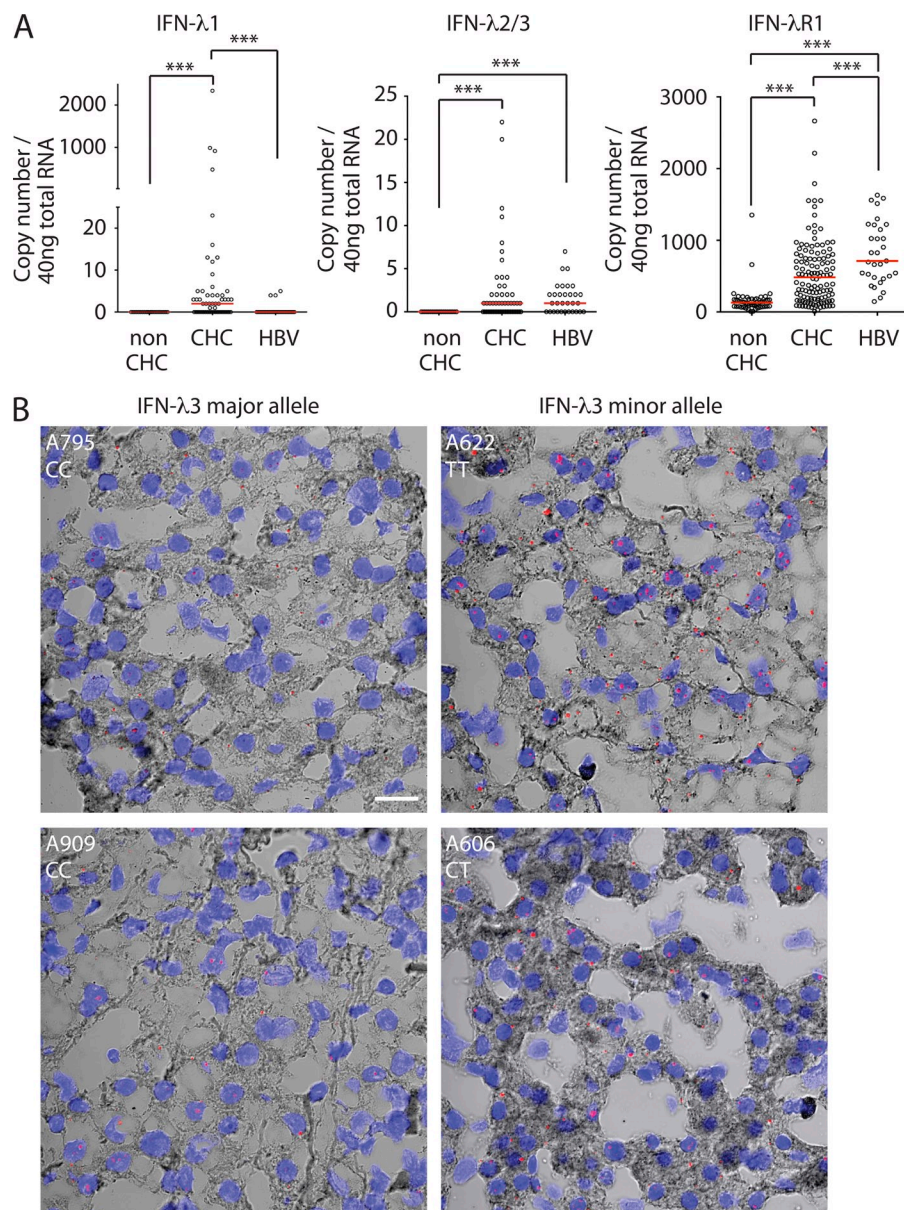 A
IFN-λ1
IFN-λ2/3
IFN-λR1
***
***
***
***
***
***
***
Copy number /
40ng total RNA
2000
1000
20
10
0
non
CHC
CHC
HBV
Copy number /
40ng total RNA
25
20
15
10
5
0
non
CHC
CHC
HBV
Copy number /
40ng total RNA
3000
2000
1000
0
non
CHC
CHC
HBV
B
IFN-λ3 major allele
IFN-λ3 minor allele
A795
CC
A622
TT
A909
CC
A606
CT